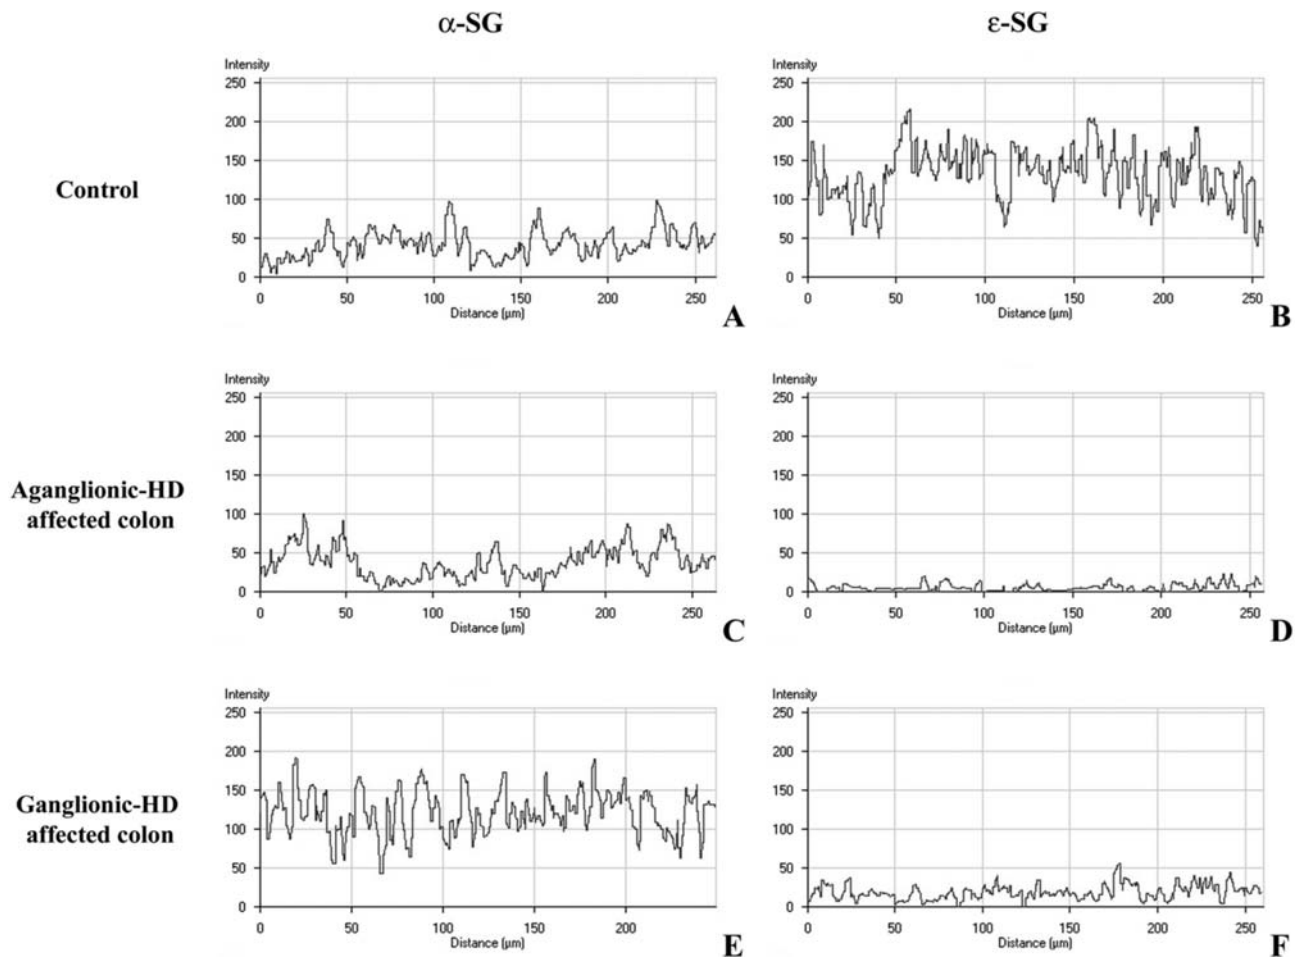 α-SG
ε-SG
Control
Intensity
250
200
150
100
50
0
0 50 100 150 200 250
Distance (µm)
A
Intensity
250
200
150
100
50
0
0 50 100 150 200 250
Distance (µm)
B
Aganglionic-HD
affected colon
Intensity
250
200
150
100
50
0
0 50 100 150 200 250
Distance (µm)
C
Intensity
250
200
150
100
50
0
0 50 100 150 200 250
Distance (µm)
D
Ganglionic-HD
affected colon
Intensity
250
200
150
100
50
0
0 50 100 150 200
Distance (µm)
E
Intensity
250
200
150
100
50
0
0 50 100 150 200 250
Distance (µm)
F